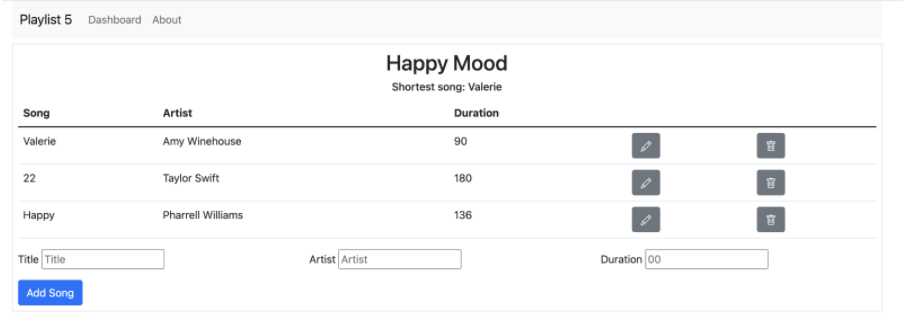 Playlist 5 Dashboard About
Happy Mood
Shortest song: Valerie
Song Artist Duration
Valerie Amy Winehouse 90
22 Taylor Swift 180
Happy Pharrell Williams 136
Title Title Artist Artist Duration 00
Add Song